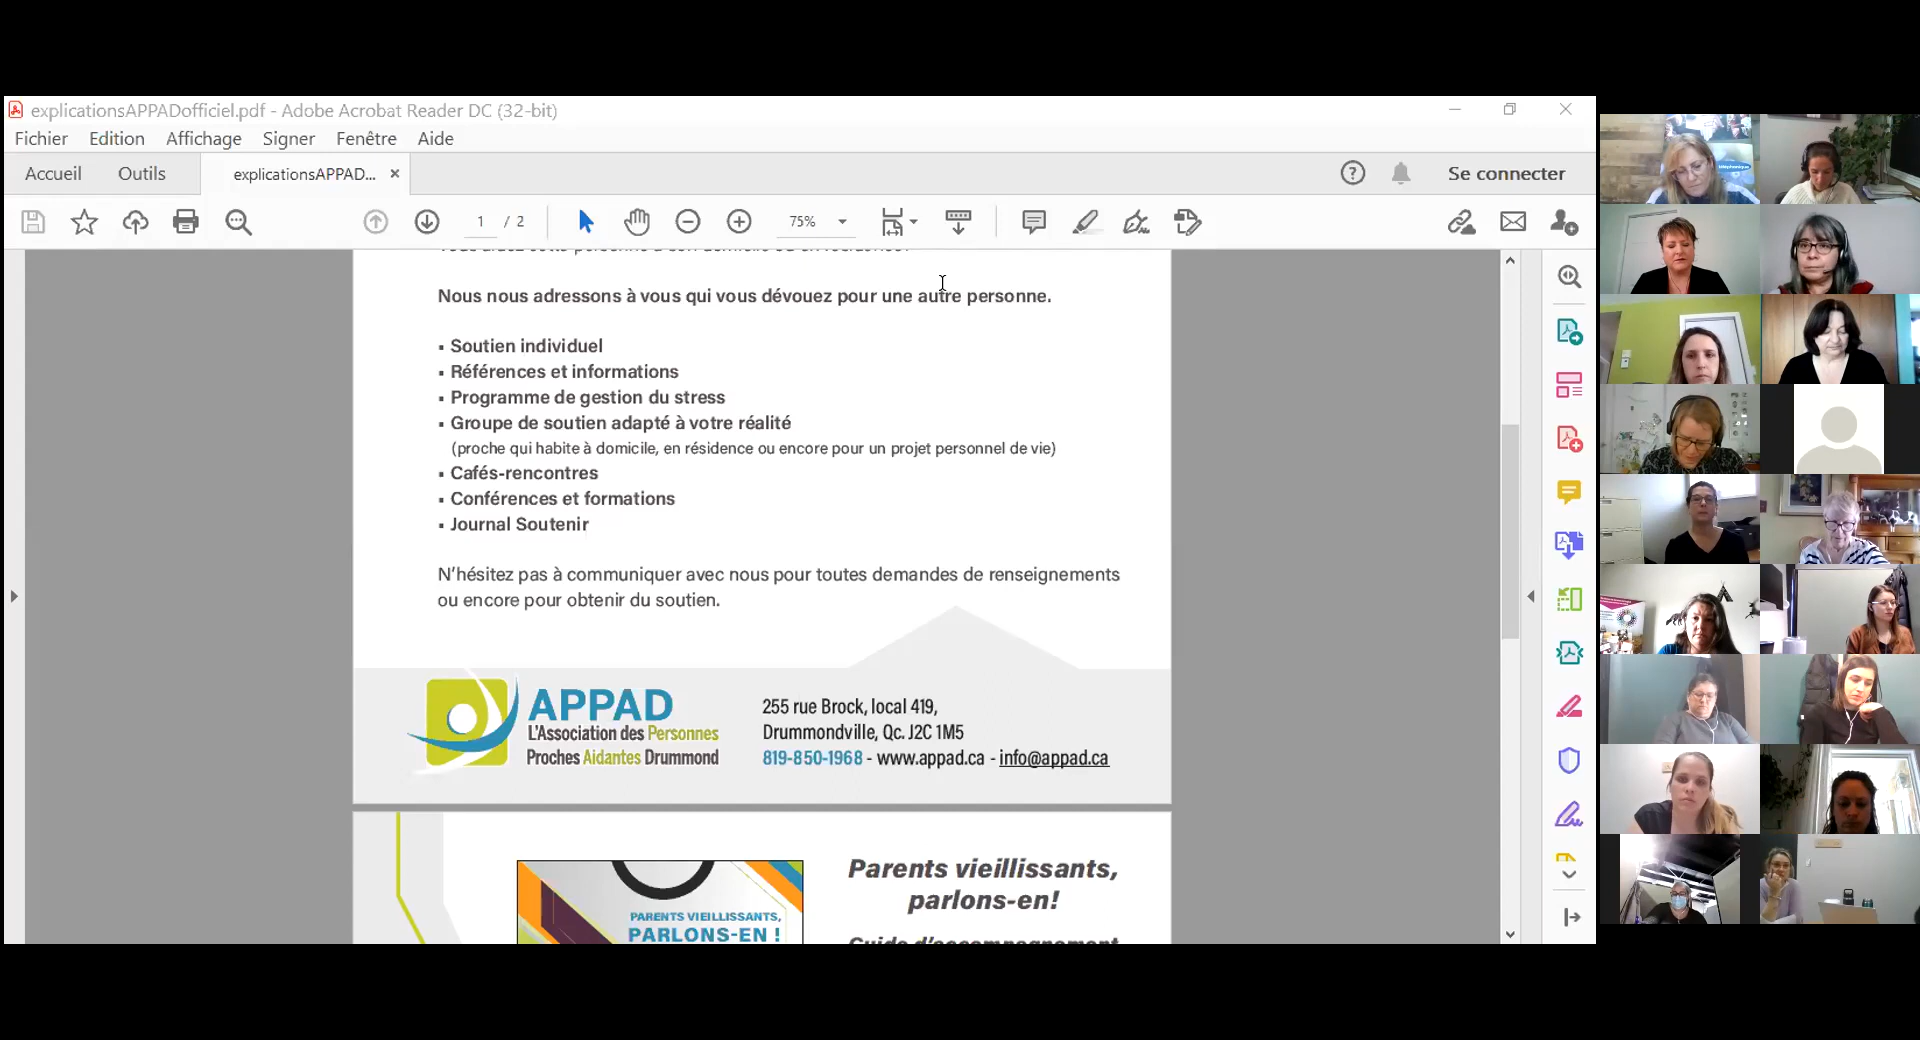 explicationsAPPADofficiel.pdf - Adobe Acrobat Reader DC (32-bit)
Fichier Edition Affichage Signer Fenêtre Aide
Accueil Outils explicationsAPPAD... × Se connecter
1 / 2 75%
Nous nous adressons à vous qui vous dévouez pour une autre personne.
▪ Soutien individuel
▪ Références et informations
▪ Programme de gestion du stress
▪ Groupe de soutien adapté à votre réalité
(proche qui habite à domicile, en résidence ou encore pour un projet personnel de vie)
▪ Cafés-rencontres
▪ Conférences et formations
▪ Journal Soutenir
N'hésitez pas à communiquer avec nous pour toutes demandes de renseignements
ou encore pour obtenir du soutien.
APPAD
L'Association des Personnes
Proches Aidantes Drummond
255 rue Brock, local 419,
Drummondville, Qc. J2C 1M5
819-850-1968 - www.appad.ca - info@appad.ca
PARENTS VIEILLISSANTS,
PARLONS-EN !
Parents vieillissants,
parlons-en!
Guide d'accompagnement